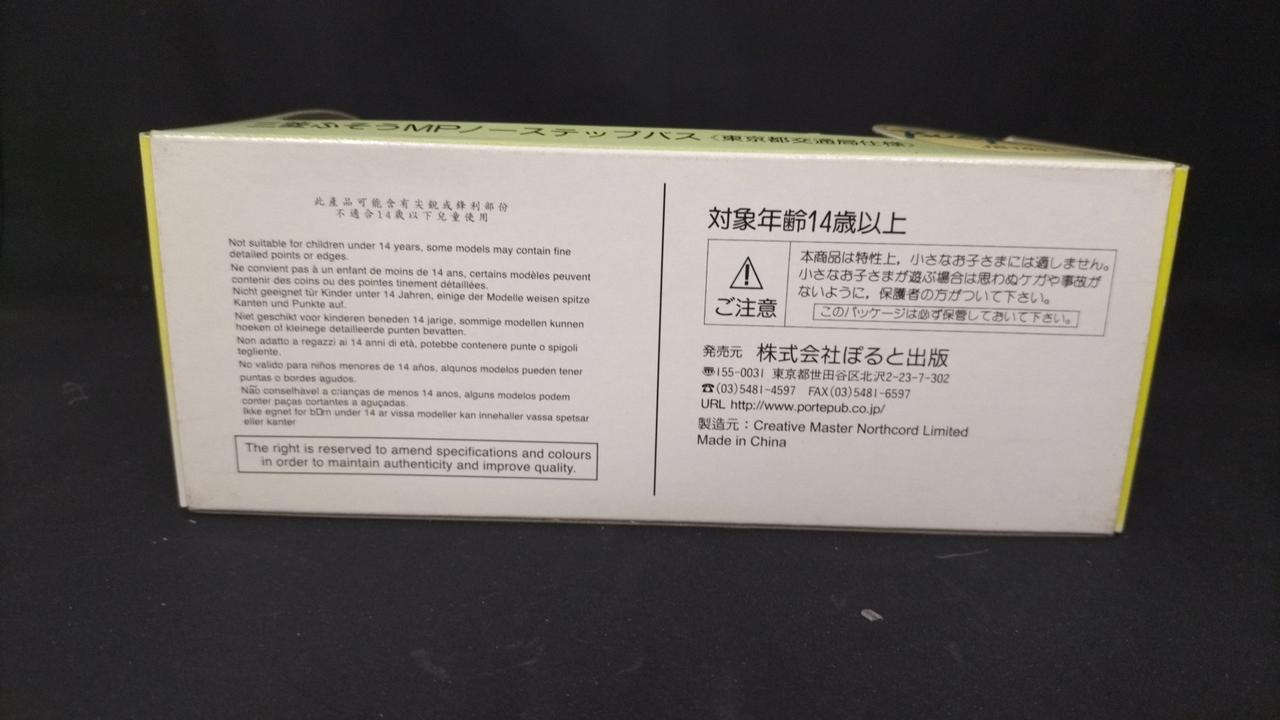 ふそうMPノーステップバス〈東京都交通局仕様〉
此產品可能含有尖銳或鋒利部份
不適合14歲以下兒童使用
Not suitable for children under 14 years, some models may contain fine
detailed points or edges.
Ne convient pas à un enfant de moins de 14 ans, certains modèles peuvent
contenir des coins ou des pointes tinement détaillées.
Nicht geeignet für Kinder unter 14 Jahren, einige der Modelle weisen spitze
Kanten und Punkte auf.
Niet geschikt voor kinderen beneden 14 jarige, sommige modellen kunnen
hoeken of kleinege detailleerde punten bevatten.
Non adatto a regazzi ai 14 anni di età, potebbe contenere punte o spigoli
tegliente.
No valido para niños menores de 14 años, alqunos modelos pueden tener
puntas o bordes agudos.
Não conselhàvel a cianças de menos 14 anos, alguns modelos podem
conter paças cortantes a aguçadas.
Ikke egnet for b□rn under 14 ar vissa modeller kan innehaller vassa spetsar
eller kanter
The right is reserved to amend specifications and colours
in order to maintain authenticity and improve quality.
対象年齢14歳以上
ご注意
本商品は特性上，小さなお子さまには適しません。
小さなお子さまが遊ぶ場合は思わぬケガや事故が
ないように，保護者の方がついて下さい。
このパッケージは必ず保管しておいて下さい。
発売元 株式会社ぽると出版
〠155-0031 東京都世田谷区北沢2-23-7-302
☎(03)5481-4597 FAX(03)5481-6597
URL http://www.portepub.co.jp/
製造元：Creative Master Northcord Limited
Made in China